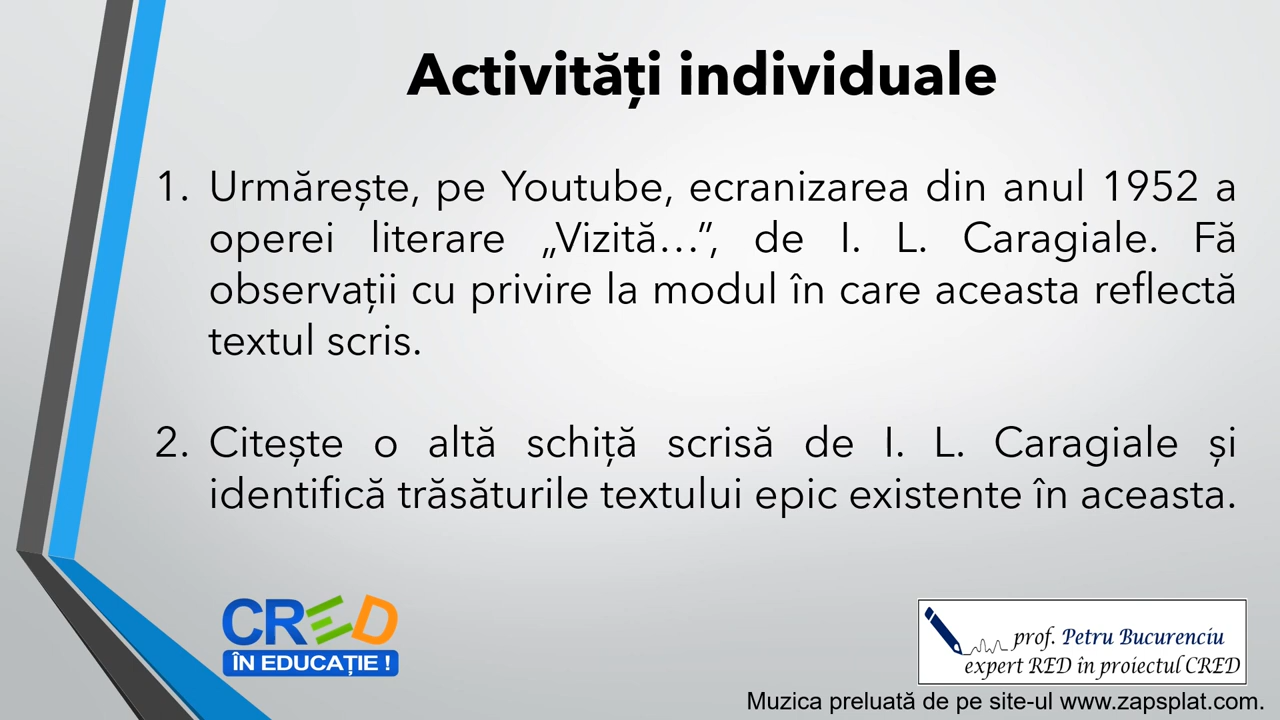 Activități individuale
1. Urmărește, pe Youtube, ecranizarea din anul 1952 a
operei literare „Vizită…”, de I. L. Caragiale. Fă
observații cu privire la modul în care aceasta reflectă
textul scris.
2. Citește o altă schiță scrisă de I. L. Caragiale și
identifică trăsăturile textului epic existente în aceasta.
CRED
ÎN EDUCAȚIE !
prof. Petru Bucurenciu
expert RED în proiectul CRED
Muzica preluată de pe site-ul www.zapsplat.com.